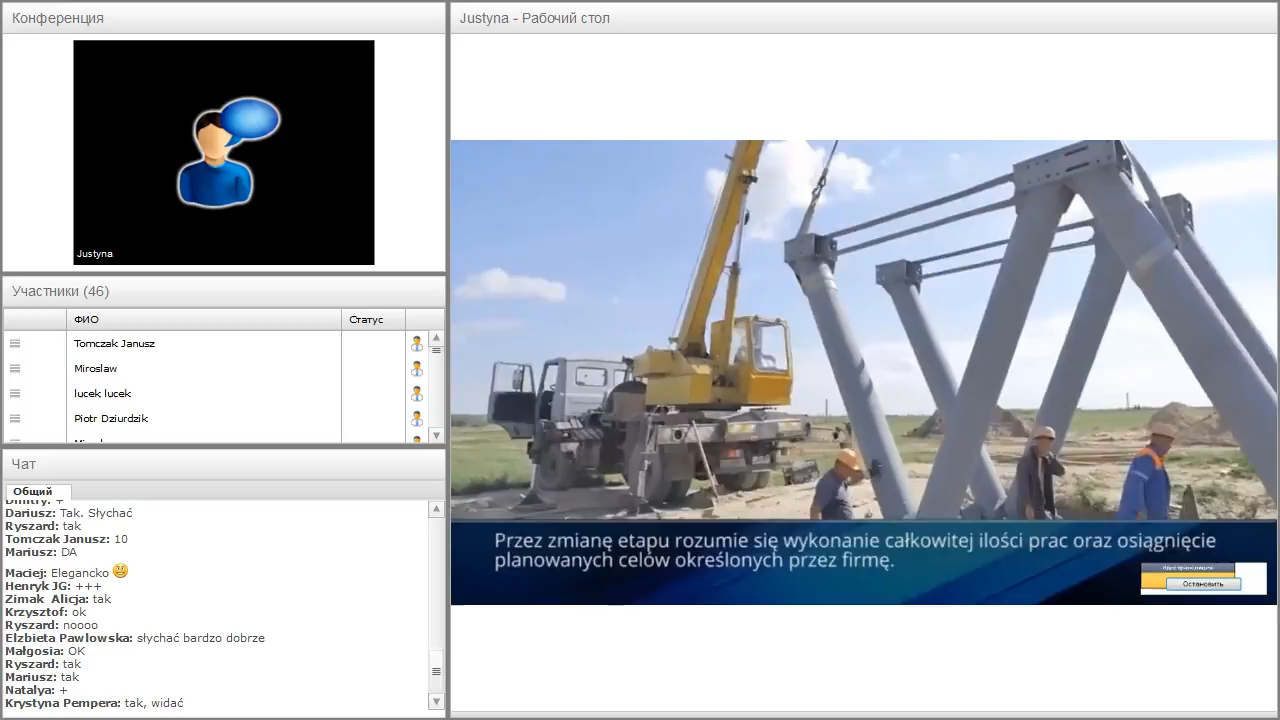 Конференция
Justyna
Участники (46)
ФИО Статус
Tomczak Janusz
Miroslaw
lucek lucek
Piotr Dziurdzik
Чат
Общий
Dmitry: +
Dariusz: Tak. Słychać
Ryszard: tak
Tomczak Janusz: 10
Mariusz: DA
Maciej: Elegancko
Henryk JG: +++
Zimak Alicja: tak
Krzysztof: ok
Ryszard: noooo
Elzbieta Pawlowska: słychać bardzo dobrze
Małgosia: OK
Ryszard: tak
Mariusz: tak
Natalya: +
Krystyna Pempera: tak, widać
Justyna - Рабочий стол
Przez zmianę etapu rozumie się wykonanie całkowitej ilości prac oraz osiągnięcie
planowanych celów określonych przez firmę.
Остановить